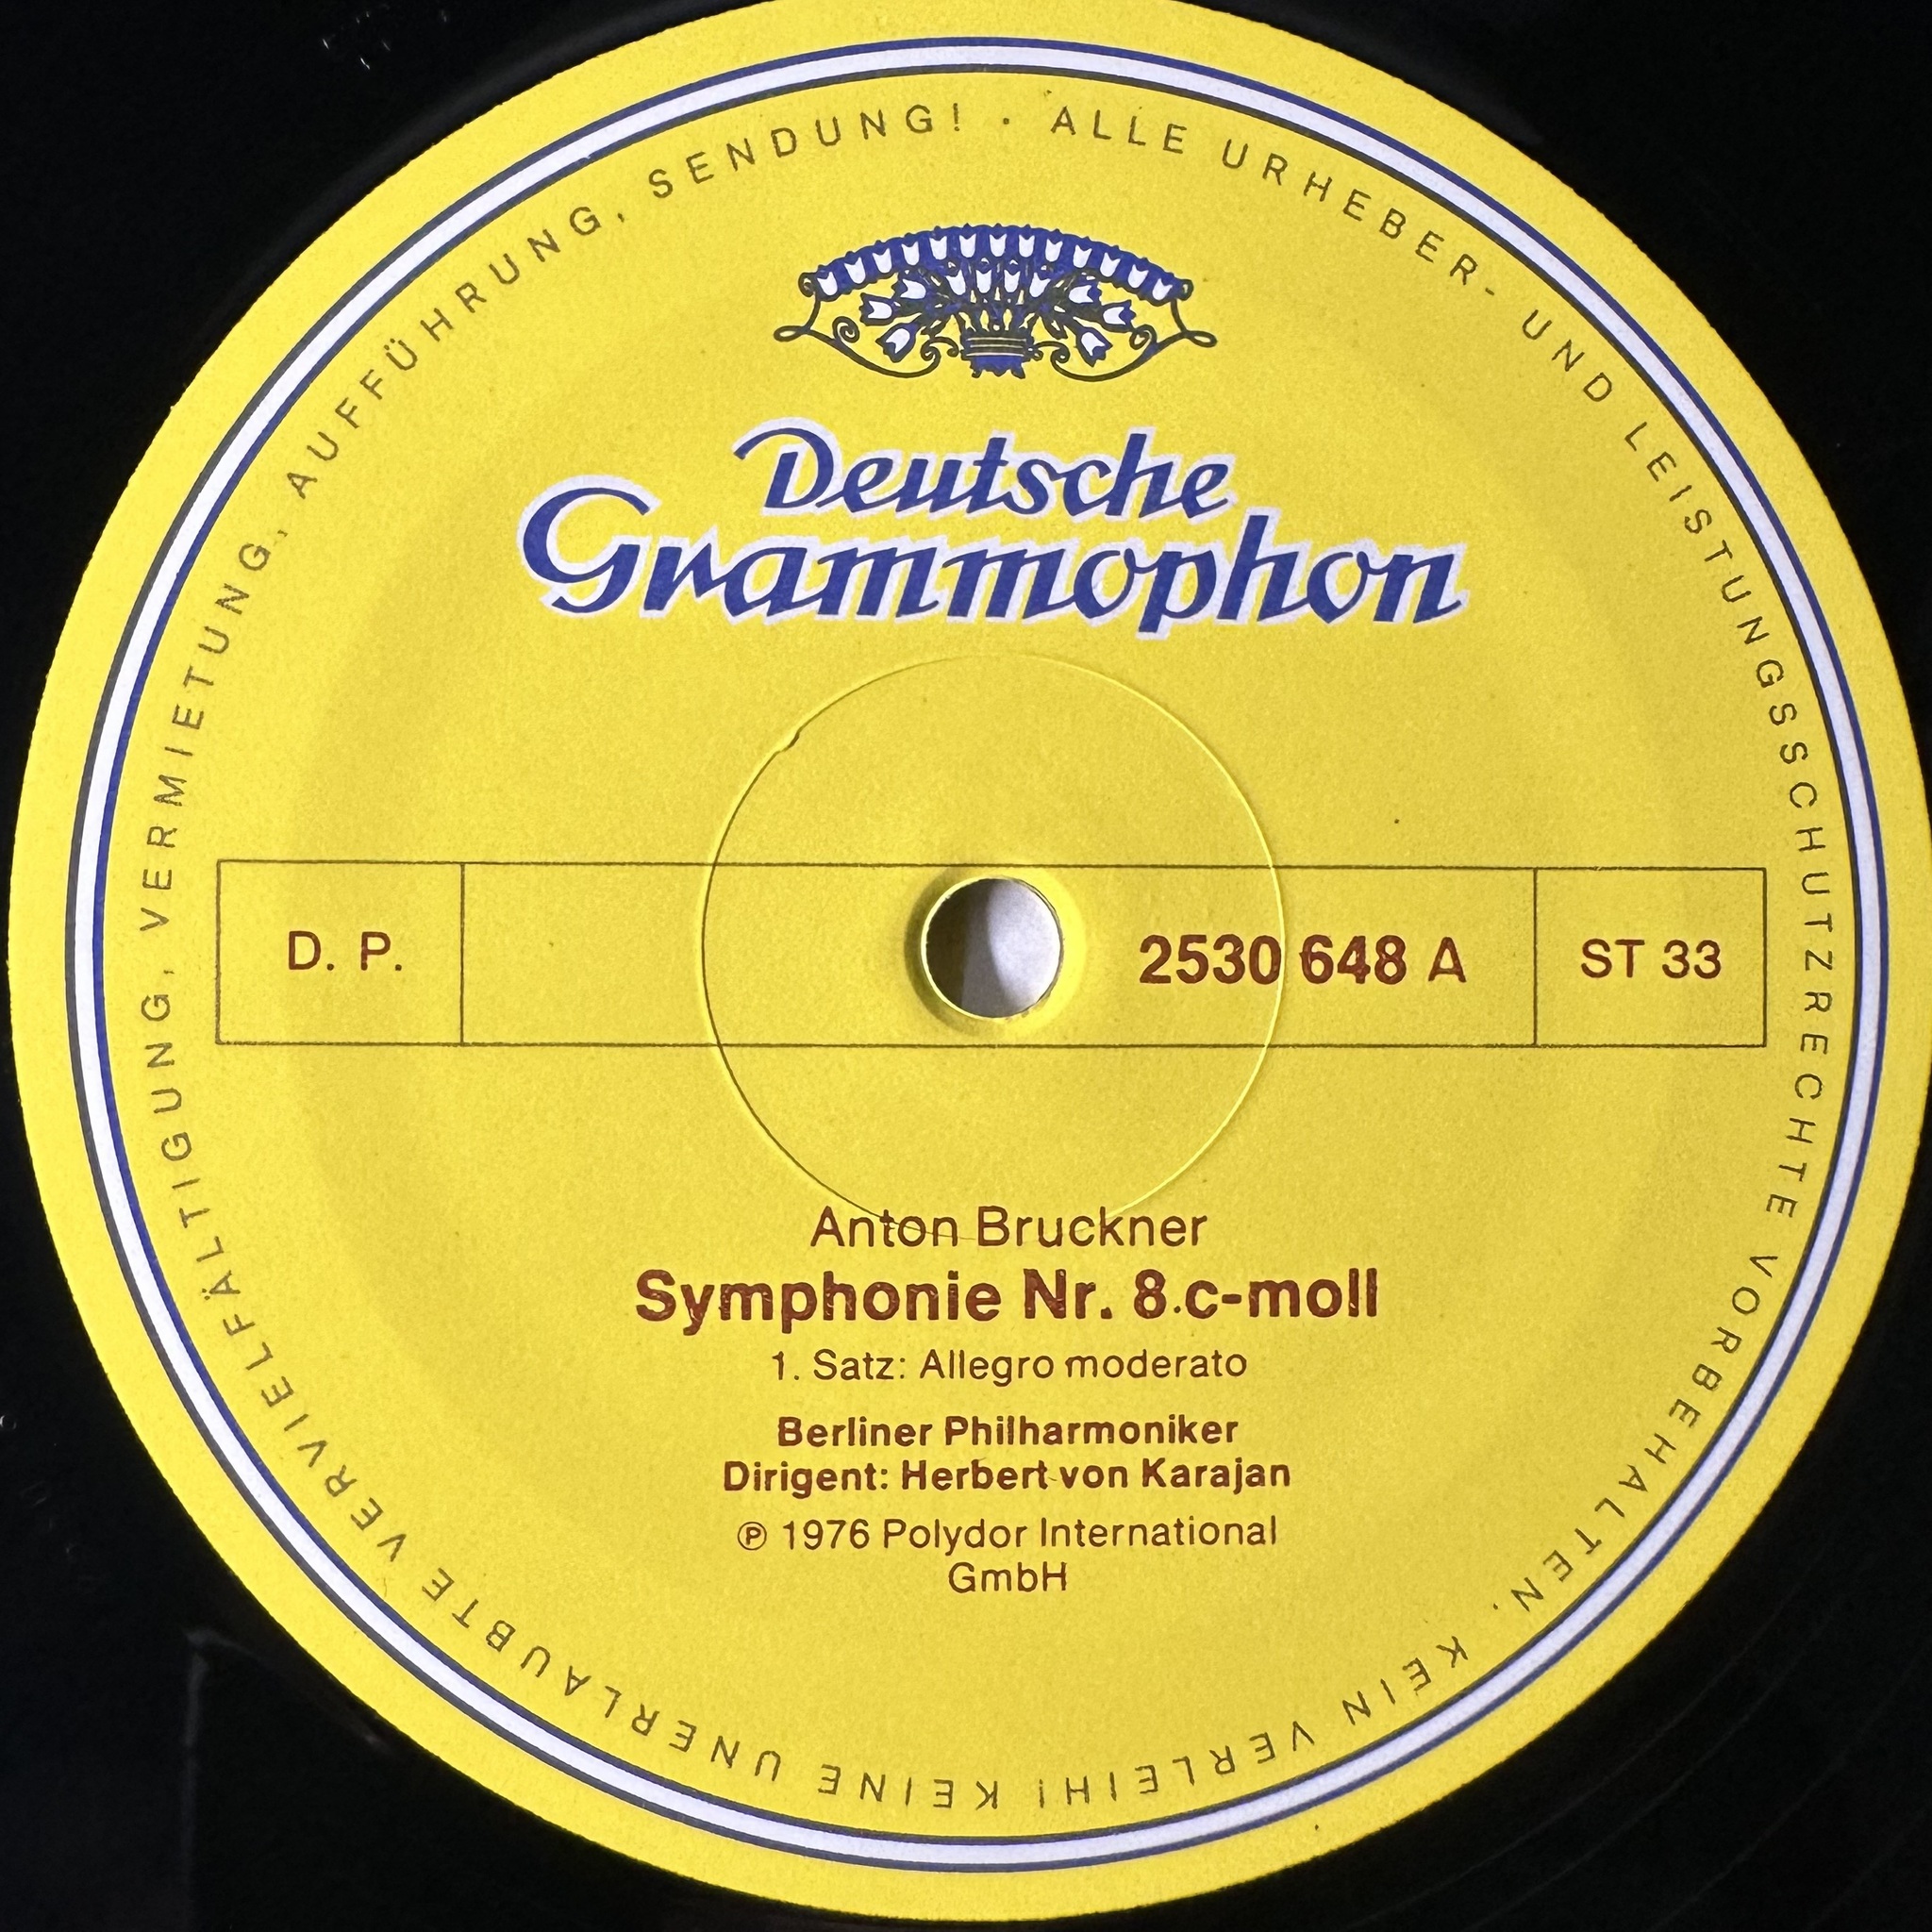 ALLE URHEBER- UND LEISTUNGSSCHUTZRECHTE VORBEHALTEN. KEIN VERLEIH! KEINE UNERLAUBTE VERVIELFÄLTIGUNG, VERMIETUNG, AUFFÜHRUNG, SENDUNG! ·
Deutsche
Grammophon
D. P. 2530 648 A ST 33
Anton Bruckner
Symphonie Nr. 8 c-moll
1. Satz: Allegro moderato
Berliner Philharmoniker
Dirigent: Herbert von Karajan
℗ 1976 Polydor International
GmbH